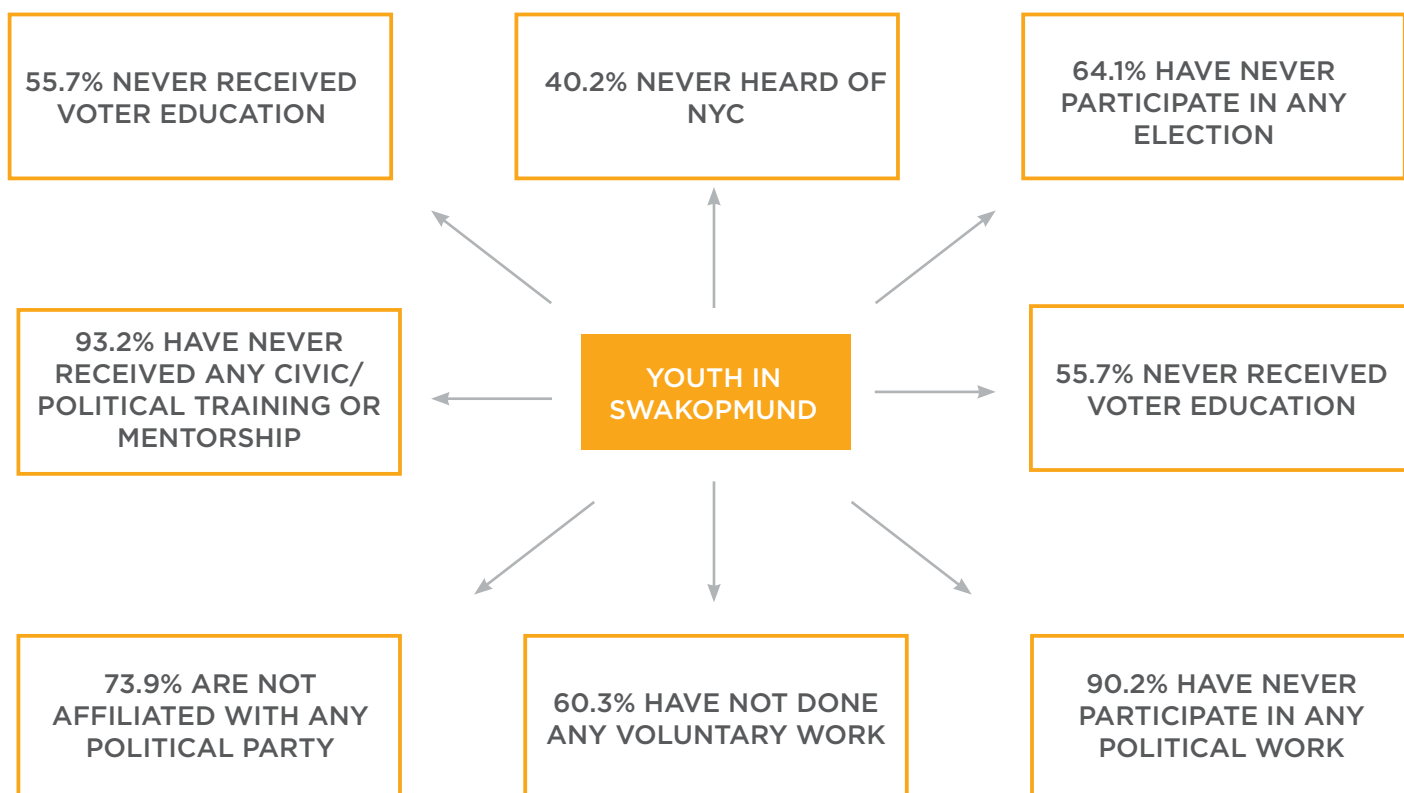 55.7% NEVER RECEIVED
VOTER EDUCATION
40.2% NEVER HEARD OF
NYC
64.1% HAVE NEVER
PARTICIPATE IN ANY
ELECTION
93.2% HAVE NEVER
RECEIVED ANY CIVIC/
POLITICAL TRAINING OR
MENTORSHIP
YOUTH IN
SWAKOPMUND
55.7% NEVER RECEIVED
VOTER EDUCATION
73.9% ARE NOT
AFFILIATED WITH ANY
POLITICAL PARTY
60.3% HAVE NOT DONE
ANY VOLUNTARY WORK
90.2% HAVE NEVER
PARTICIPATE IN ANY
POLITICAL WORK